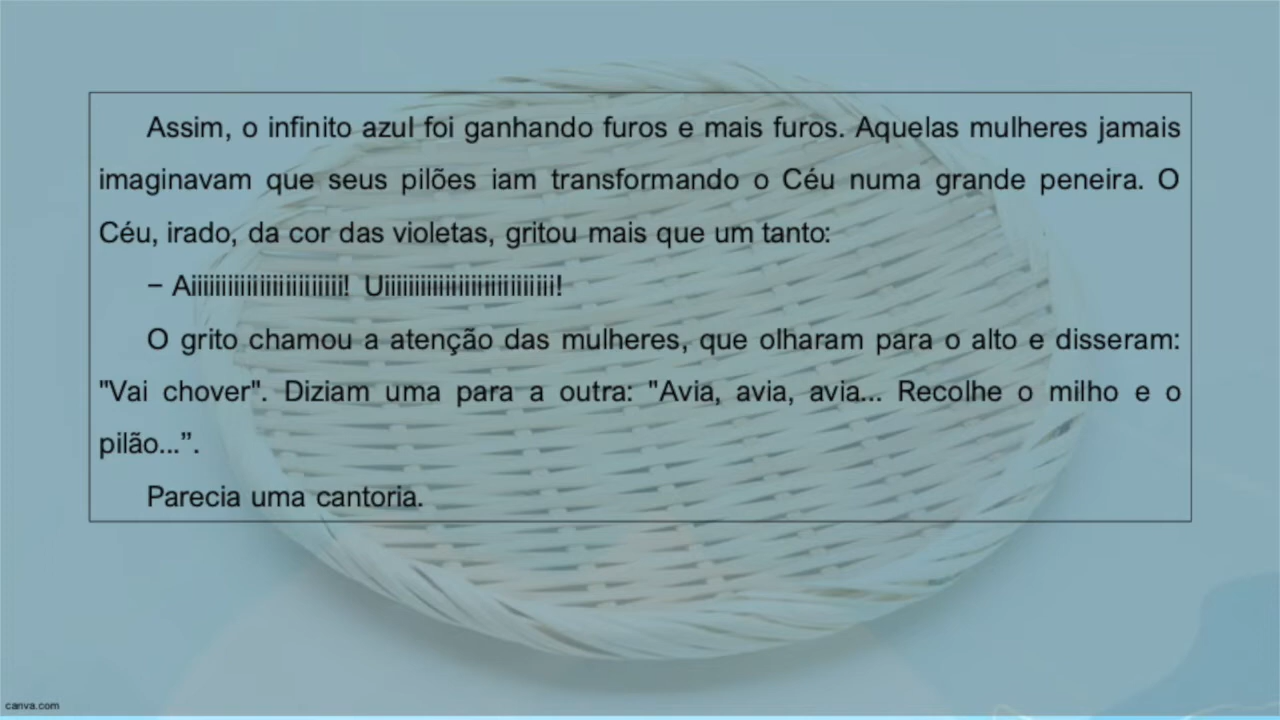 Assim, o infinito azul foi ganhando furos e mais furos. Aquelas mulheres jamais
imaginavam que seus pilões iam transformando o Céu numa grande peneira. O
Céu, irado, da cor das violetas, gritou mais que um tanto:
– Aiiiiiiiiiiiiiiiiiiiiiiiii! Uiiiiiiiiiiiiiiiiiiiiiiiiiiii!
O grito chamou a atenção das mulheres, que olharam para o alto e disseram:
"Vai chover". Diziam uma para a outra: "Avia, avia, avia... Recolhe o milho e o
pilão...”.
Parecia uma cantoria.
canva.com